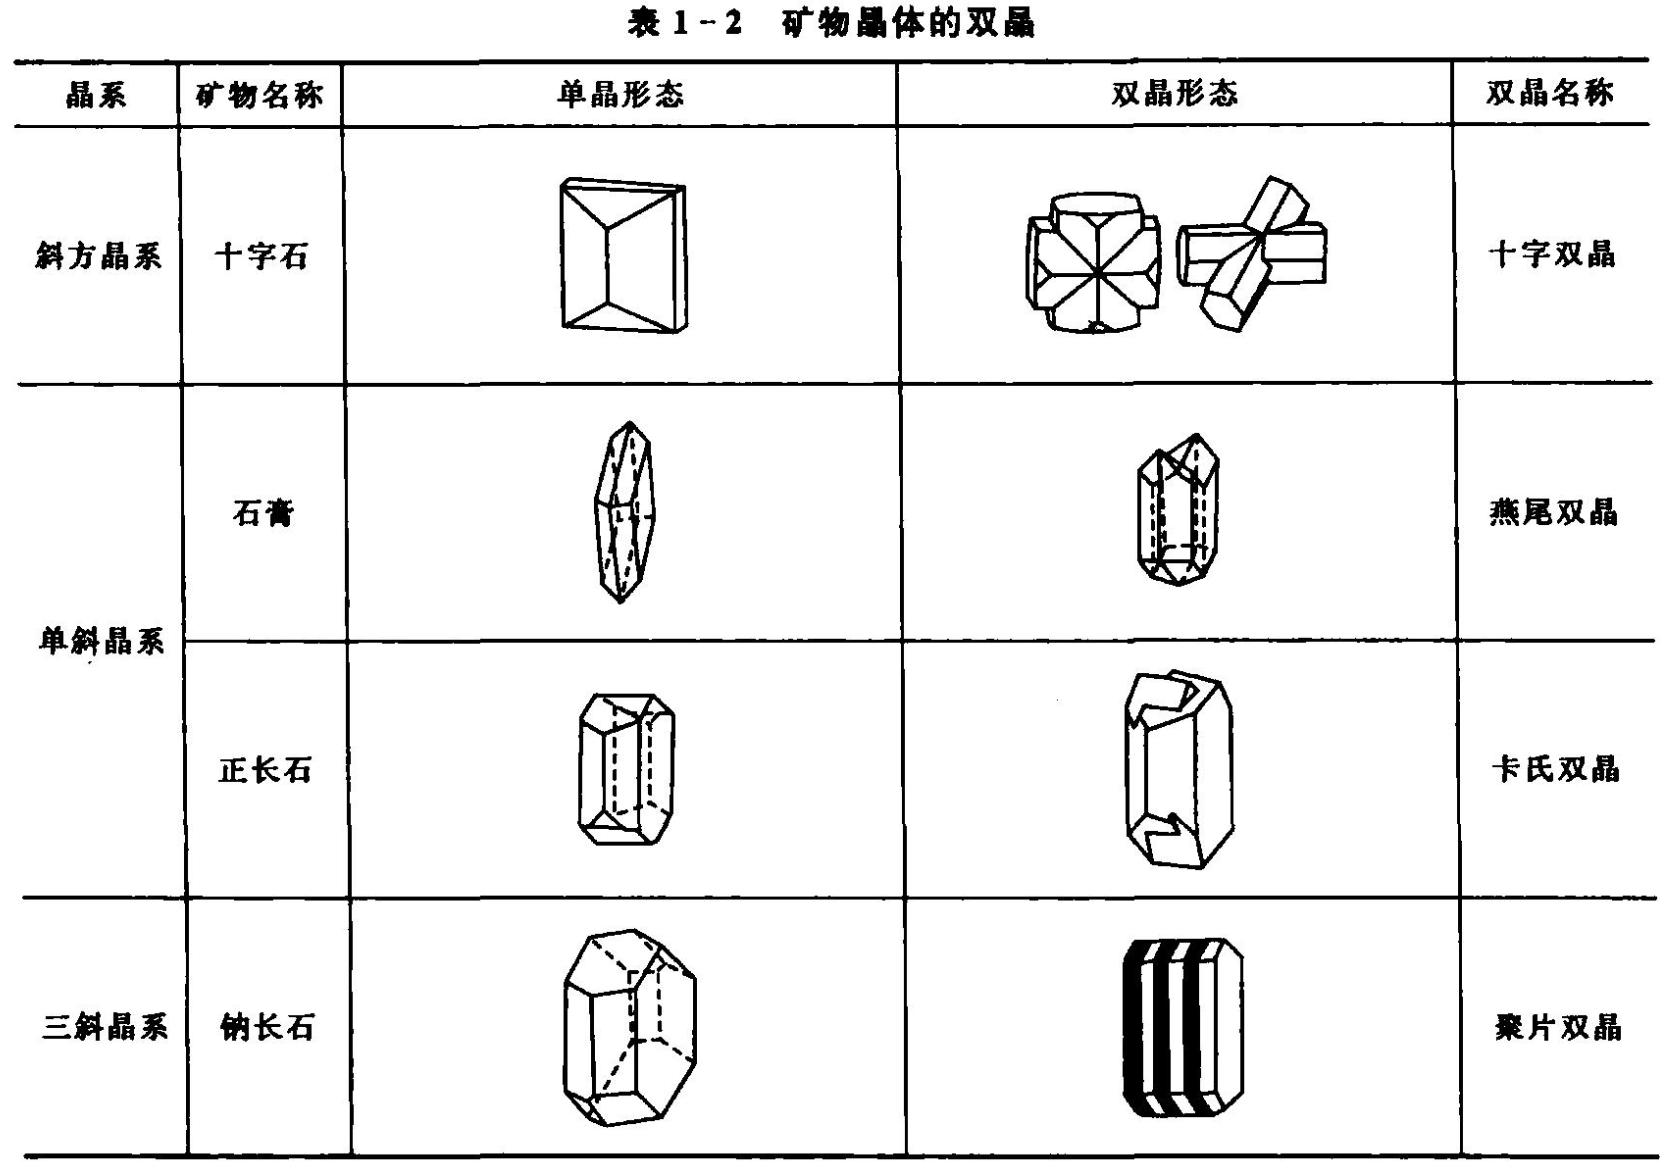 表1-2 矿物晶体的双晶
晶系 矿物名称 单晶形态 双晶形态 双晶名称
斜方晶系 十字石 十字双晶
石膏 燕尾双晶
单斜晶系
正长石 卡氏双晶
三斜晶系 钠长石 聚片双晶